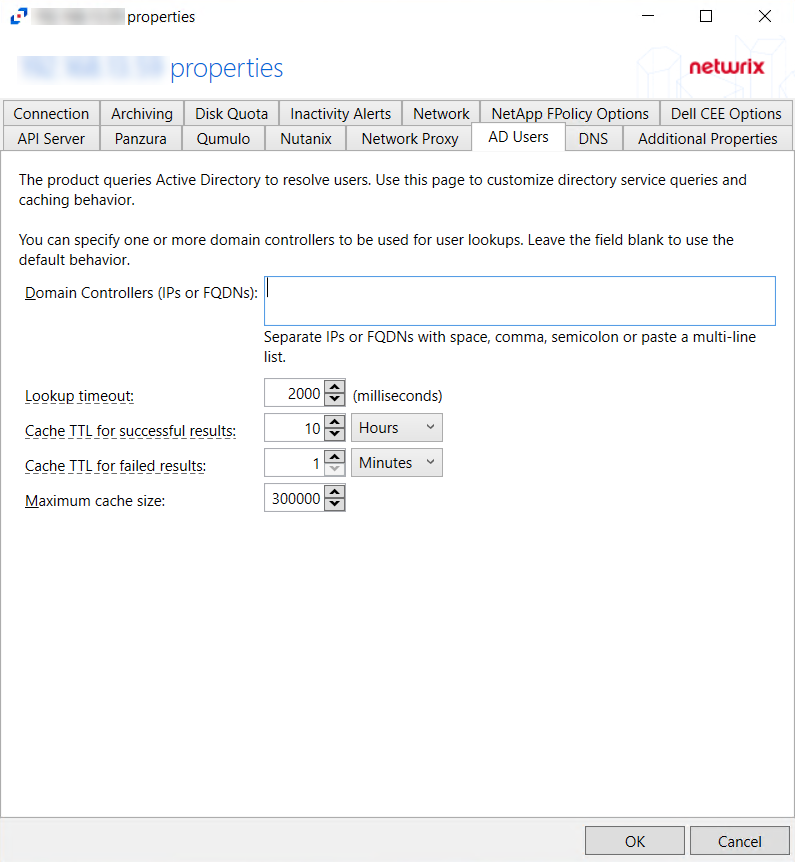 properties
properties
netwrix
Connection Archiving Disk Quota Inactivity Alerts Network NetApp FPolicy Options Dell CEE Options
API Server Panzura Qumulo Nutanix Network Proxy AD Users DNS Additional Properties
The product queries Active Directory to resolve users. Use this page to customize directory service queries and
caching behavior.
You can specify one or more domain controllers to be used for user lookups. Leave the field blank to use the
default behavior.
Domain Controllers (IPs or FQDNs):
Separate IPs or FQDNs with space, comma, semicolon or paste a multi-line
list.
Lookup timeout: 2000 (milliseconds)
Cache TTL for successful results: 10 Hours
Cache TTL for failed results: 1 Minutes
Maximum cache size: 300000
OK Cancel